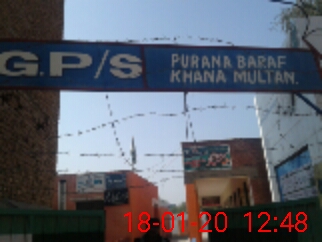 G.P/S
PURANA BARAF
KHANA MULTAN.
18-01-20 12:48